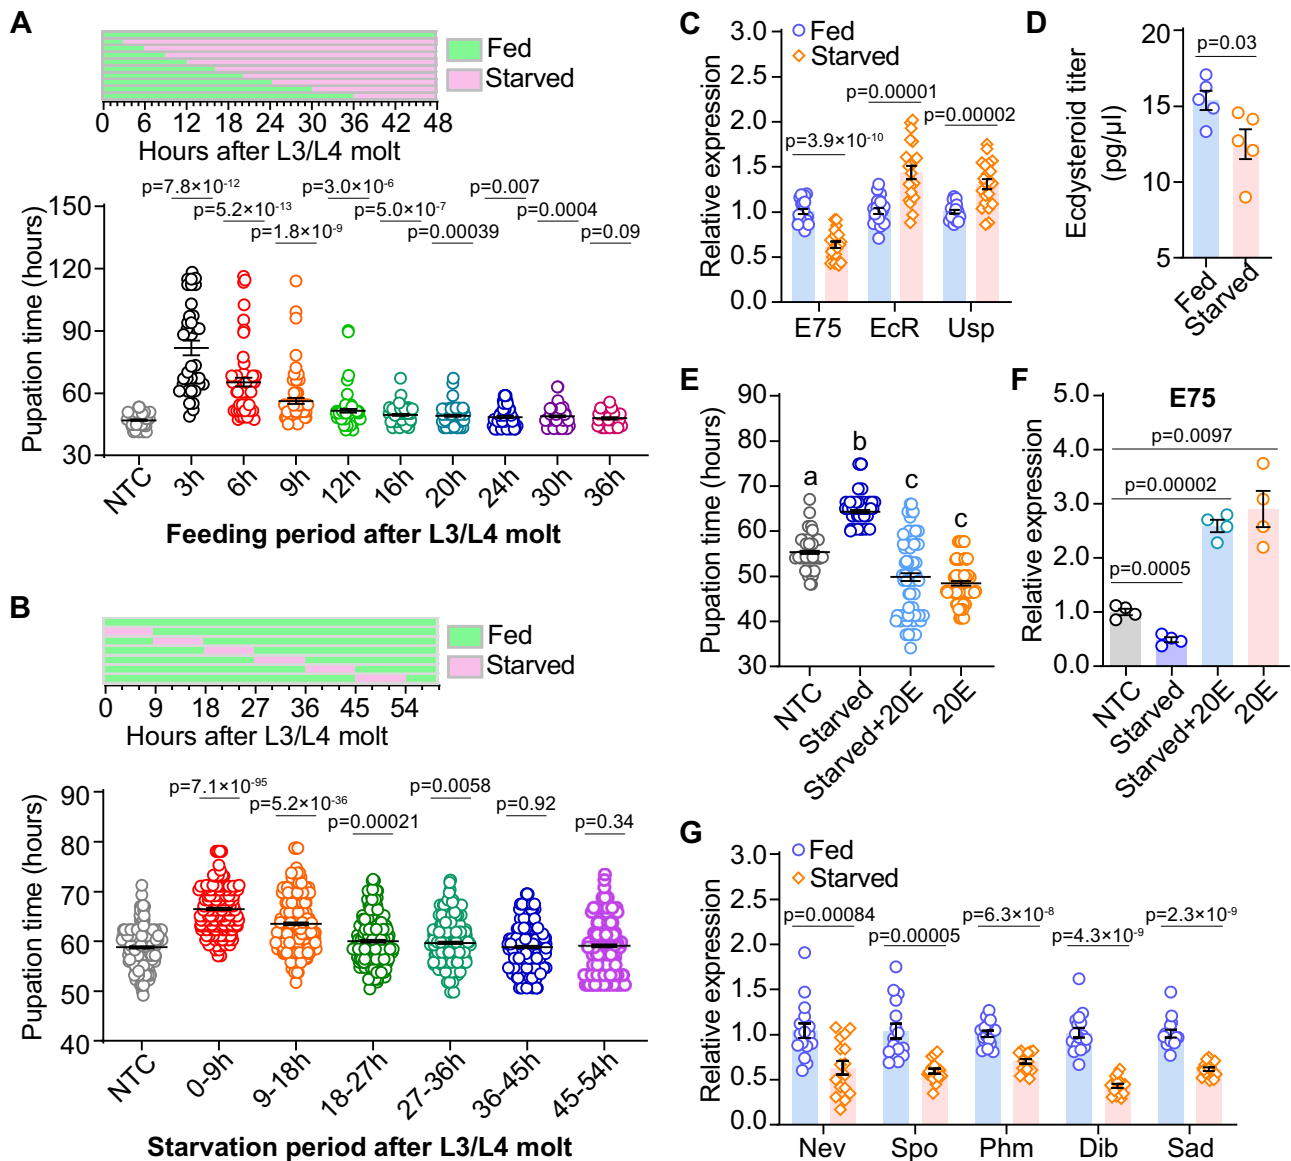 A
Fed
Starved
0 6 12 18 24 30 36 42 48
Hours after L3/L4 molt
p=7.8×10-12
p=3.0×10-6
p=0.007
p=5.2×10-13
p=5.0×10-7
p=0.0004
p=1.8×10-9
p=0.00039
p=0.09
Pupation time (hours)
150
120
90
60
30
NTC 3h 6h 9h 12h 16h 20h 24h 30h 36h
Feeding period after L3/L4 molt
B
Fed
Starved
0 9 18 27 36 45 54
Hours after L3/L4 molt
p=7.1×10-95
p=0.0058
p=5.2×10-36
p=0.92
p=0.00021
p=0.34
Pupation time (hours)
90
80
70
60
50
40
NTC 0-9h 9-18h 18-27h 27-36h 36-45h 45-54h
Starvation period after L3/L4 molt
C
Fed
Starved
p=0.00001
p=0.00002
p=3.9×10-10
Relative expression
3.0
2.5
2.0
1.5
1.0
0.5
0.0
E75 EcR Usp
D
p=0.03
Ecdysteroid titer
(pg/µl)
20
15
10
5
Fed Starved
E
a b c c
Pupation time (hours)
90
80
70
60
50
40
30
NTC Starved Starved+20E 20E
F
E75
p=0.0097
p=0.00002
p=0.0005
Relative expression
5.0
4.0
3.0
2.0
1.0
0.0
NTC Starved Starved+20E 20E
G
Fed
Starved
p=0.00084
p=6.3×10-8
p=2.3×10-9
p=0.00005
p=4.3×10-9
Relative expression
3.0
2.5
2.0
1.5
1.0
0.5
0.0
Nev Spo Phm Dib Sad